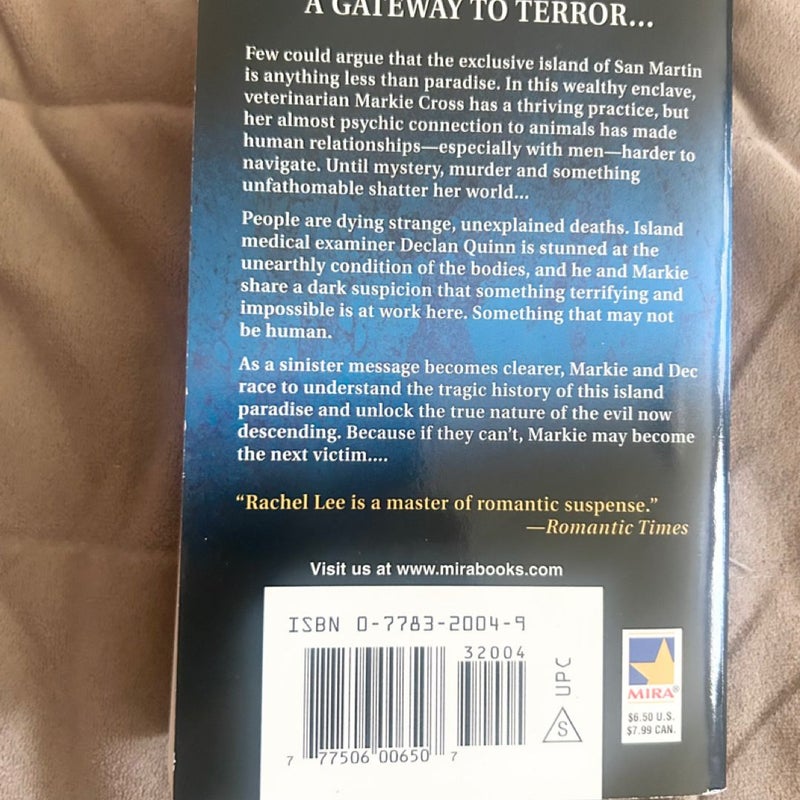 A GATEWAY TO TERROR...
Few could argue that the exclusive island of San Martin
is anything less than paradise. In this wealthy enclave,
veterinarian Markie Cross has a thriving practice, but
her almost psychic connection to animals has made
human relationships—especially with men—harder to
navigate. Until mystery, murder and something
unfathomable shatter her world...
People are dying strange, unexplained deaths. Island
medical examiner Declan Quinn is stunned at the
unearthly condition of the bodies, and he and Markie
share a dark suspicion that something terrifying and
impossible is at work here. Something that may not
be human.
As a sinister message becomes clearer, Markie and Dec
race to understand the tragic history of this island
paradise and unlock the true nature of the evil now
descending. Because if they can't, Markie may become
the next victim....
“Rachel Lee is a master of romantic suspense.”
—Romantic Times
Visit us at www.mirabooks.com
ISBN 0-7783-2004-9
32004
UPC
S
7 77506 00650 7
MIRA®
$6.50 U.S.
$7.99 CAN.